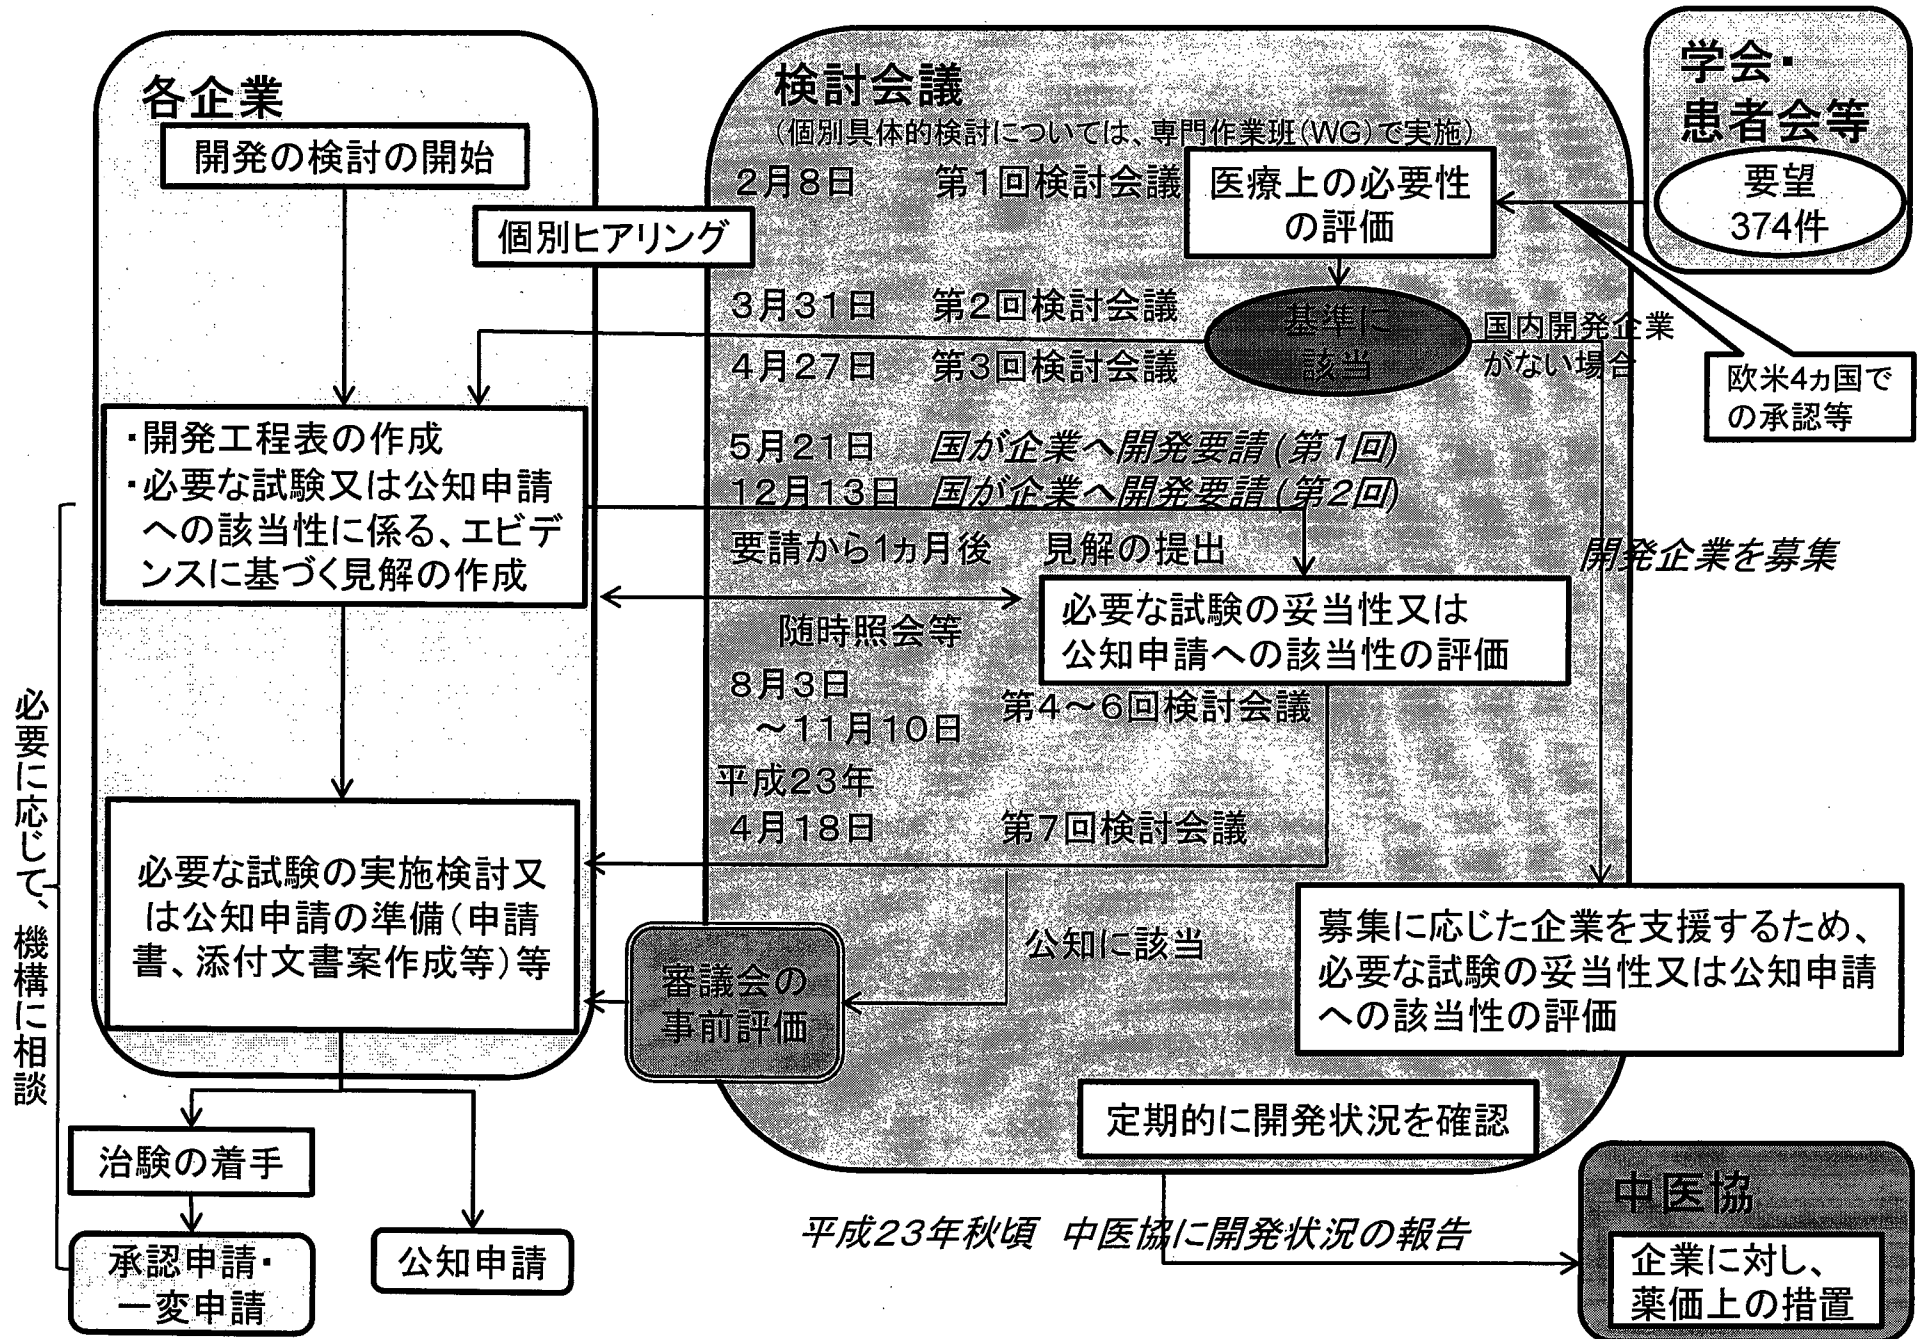 各企業
開発の検討の開始
個別ヒアリング
・開発工程表の作成
・必要な試験又は公知申請
への該当性に係る、エビデ
ンスに基づく見解の作成
必要な試験の実施検討又
は公知申請の準備(申請
書、添付文書案作成等)等
治験の着手
承認申請・
一変申請
公知申請
必要に応じて、機構に相談
検討会議
(個別具体的検討については、専門作業班(WG)で実施)
2月8日 第1回検討会議
医療上の必要性
の評価
3月31日 第2回検討会議
4月27日 第3回検討会議
基準に
該当
国内開発企業
がない場合
5月21日 国が企業へ開発要請(第1回)
12月13日 国が企業へ開発要請(第2回)
要請から1ヵ月後 見解の提出
随時照会等
必要な試験の妥当性又は
公知申請への該当性の評価
8月3日
～11月10日
第4～6回検討会議
平成23年
4月18日 第7回検討会議
公知に該当
審議会の
事前評価
開発企業を募集
募集に応じた企業を支援するため、
必要な試験の妥当性又は公知申請
への該当性の評価
定期的に開発状況を確認
平成23年秋頃 中医協に開発状況の報告
学会・
患者会等
要望
374件
欧米4ヵ国で
の承認等
中医協
企業に対し、
薬価上の措置